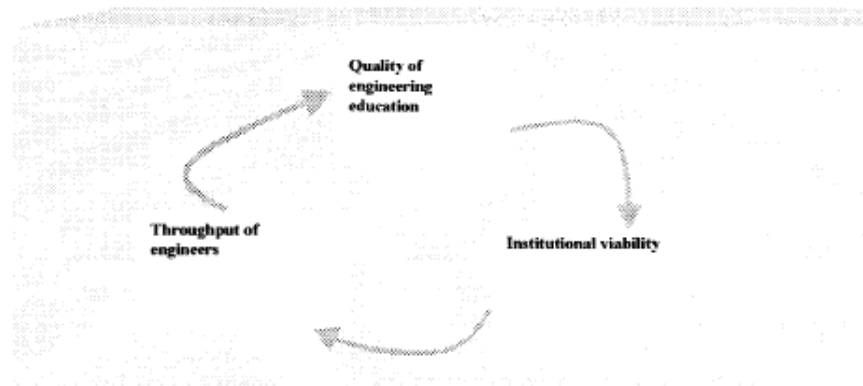 Quality of
engineering
education
Throughput of
engineers
Institutional viability